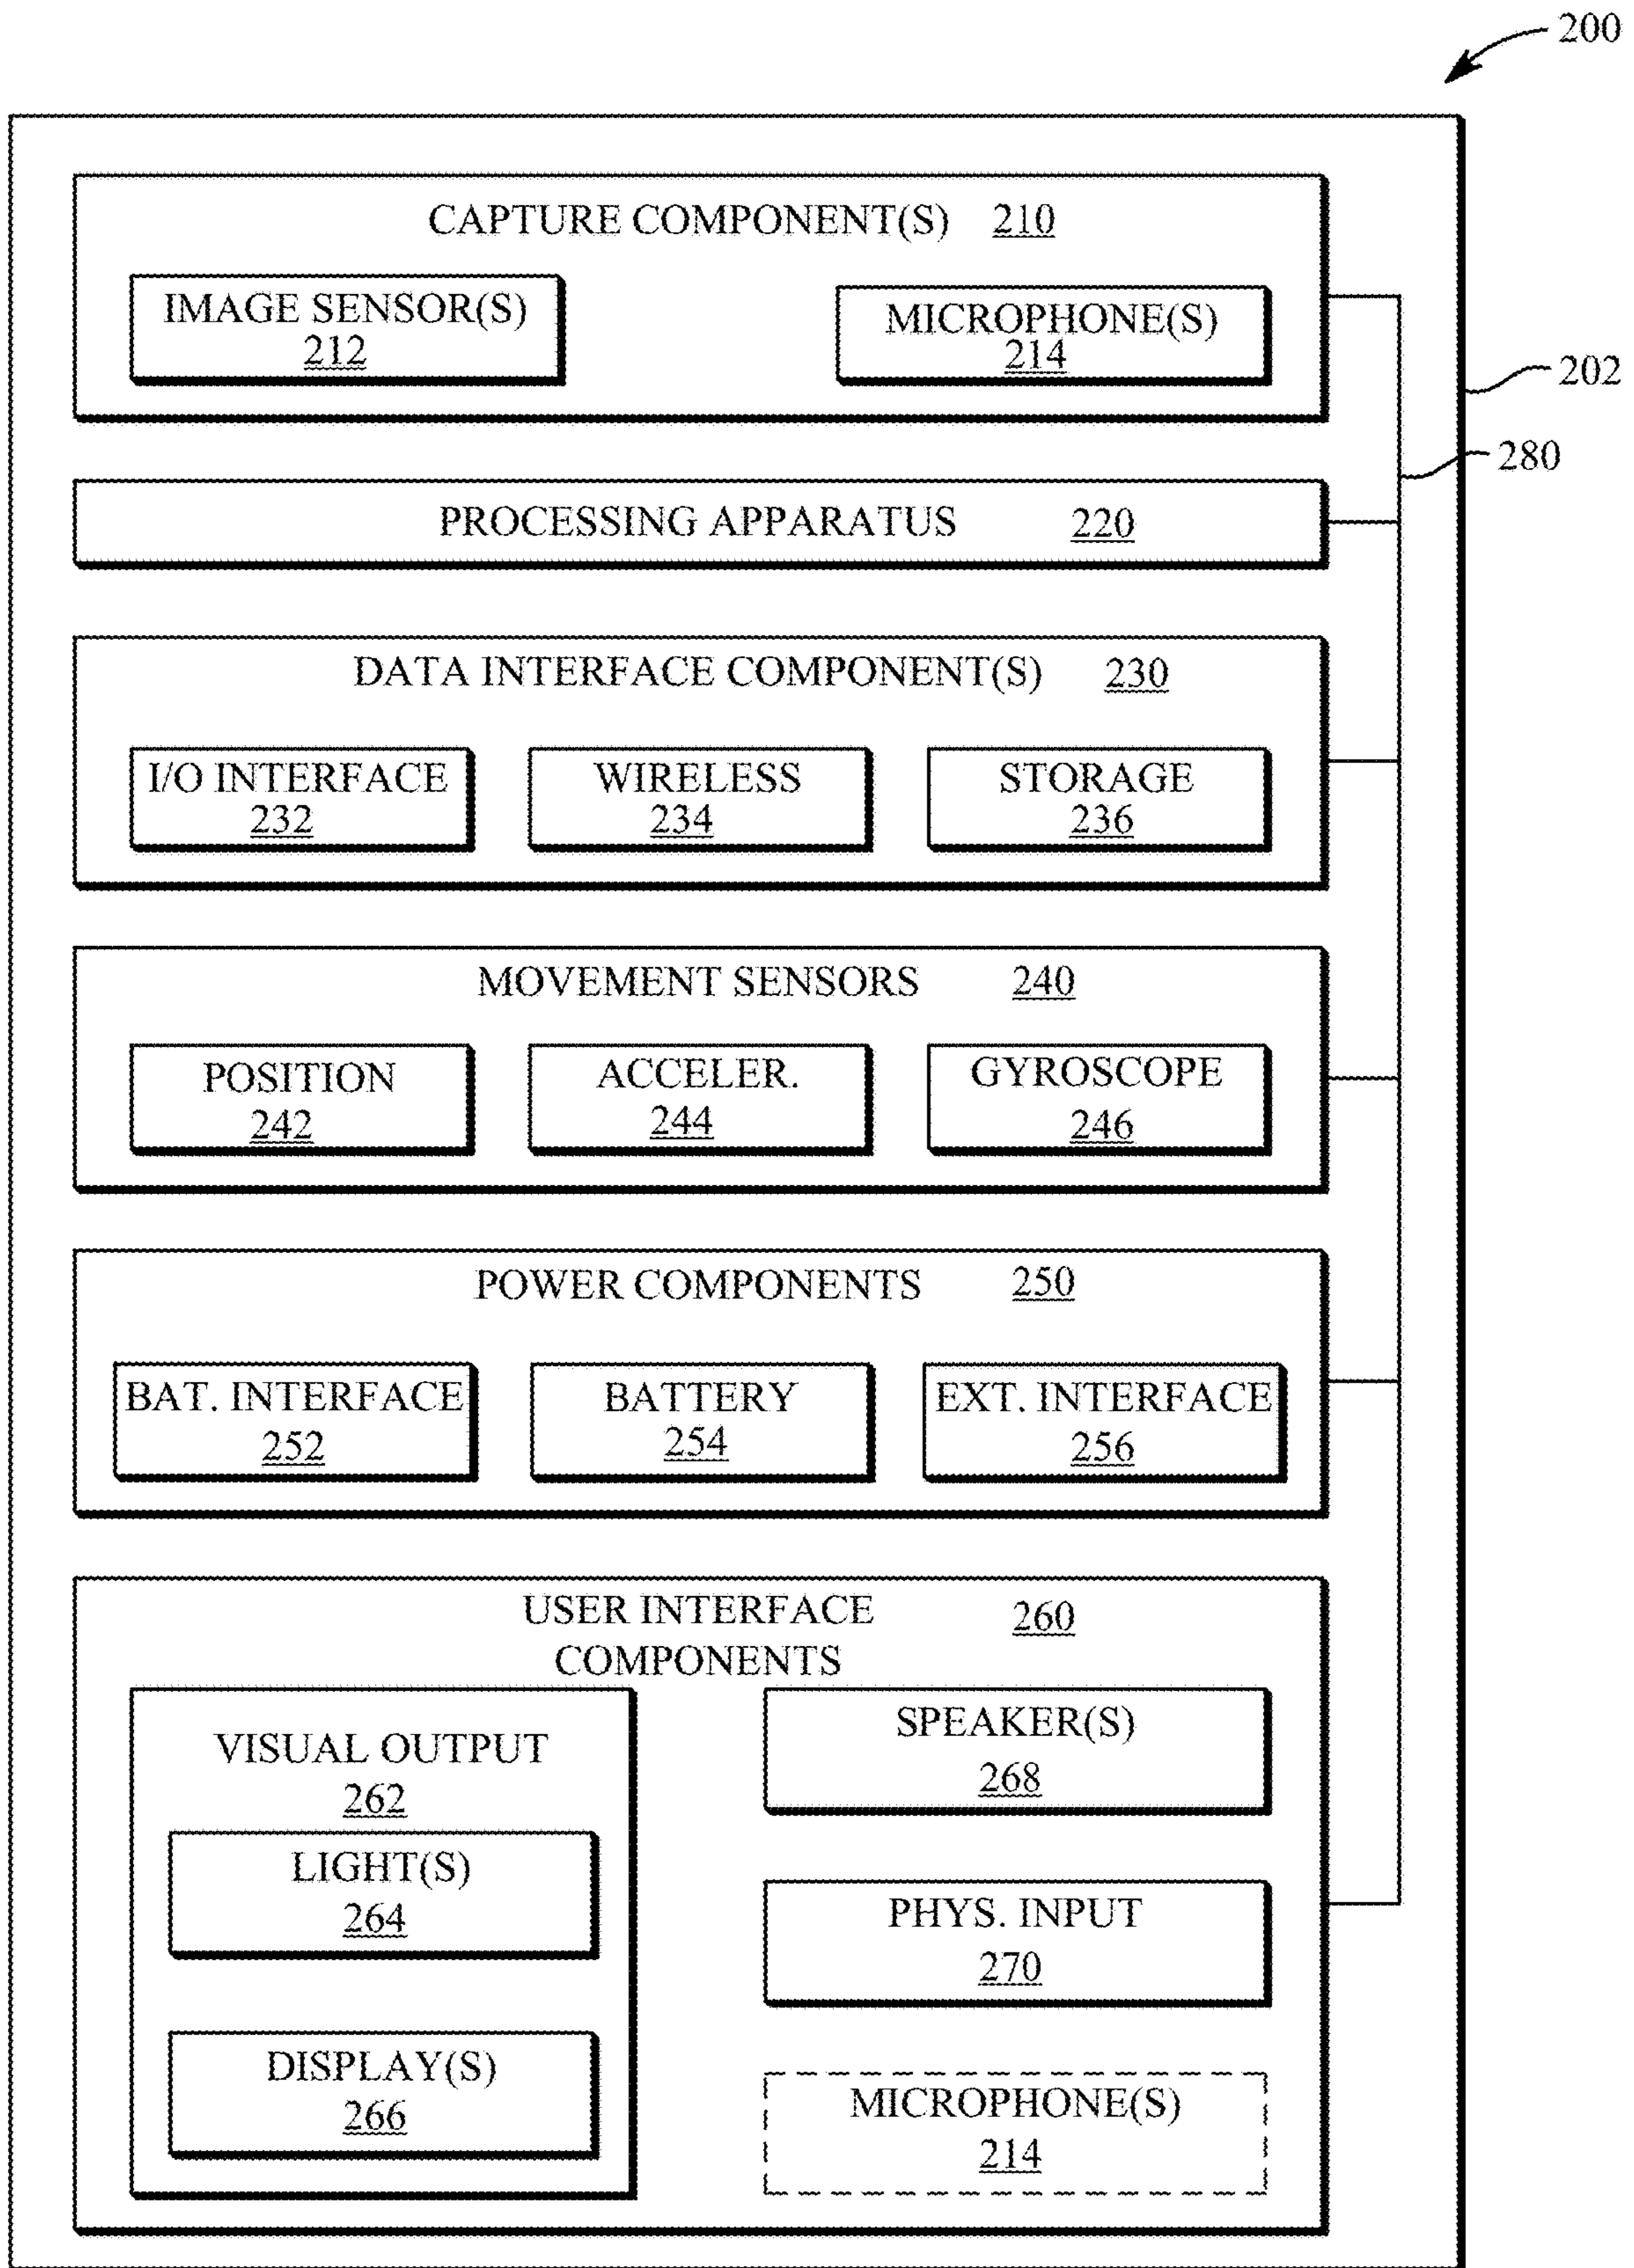 200
CAPTURE COMPONENT(S) 210
IMAGE SENSOR(S)
212
MICROPHONE(S)
214
202
280
PROCESSING APPARATUS 220
DATA INTERFACE COMPONENT(S) 230
I/O INTERFACE
232
WIRELESS
234
STORAGE
236
MOVEMENT SENSORS 240
POSITION
242
ACCELER.
244
GYROSCOPE
246
POWER COMPONENTS 250
BAT. INTERFACE
252
BATTERY
254
EXT. INTERFACE
256
USER INTERFACE 260
COMPONENTS
VISUAL OUTPUT
262
LIGHT(S)
264
DISPLAY(S)
266
SPEAKER(S)
268
PHYS. INPUT
270
MICROPHONE(S)
214